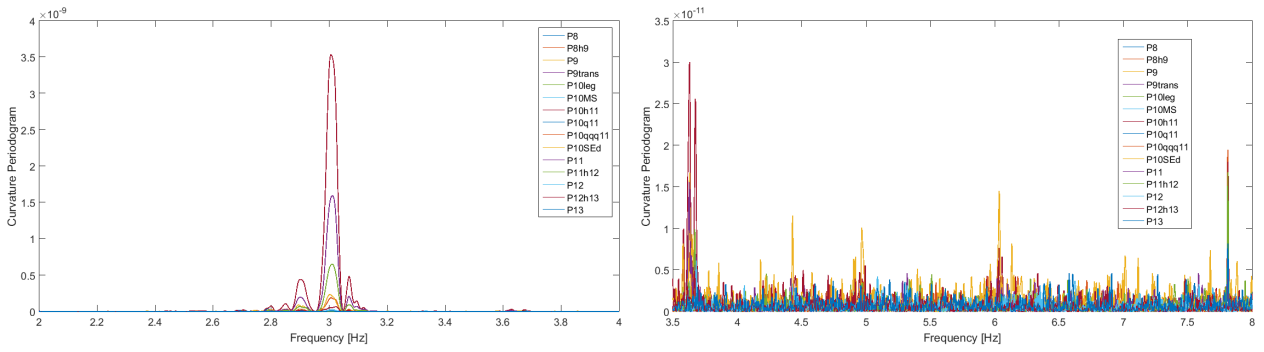 ×10-9
4
3.5
3
2.5
2
1.5
1
0.5
0
Curvature Periodogram
2 2.2 2.4 2.6 2.8 3 3.2 3.4 3.6 3.8 4
Frequency [Hz]
P8
P8h9
P9
P9trans
P10leg
P10MS
P10h11
P10q11
P10qqq11
P10SEd
P11
P11h12
P12
P12h13
P13
×10-11
3.5
3
2.5
2
1.5
1
0.5
0
Curvature Periodogram
3.5 4 4.5 5 5.5 6 6.5 7 7.5 8
Frequency [Hz]
P8
P8h9
P9
P9trans
P10leg
P10MS
P10h11
P10q11
P10qqq11
P10SEd
P11
P11h12
P12
P12h13
P13